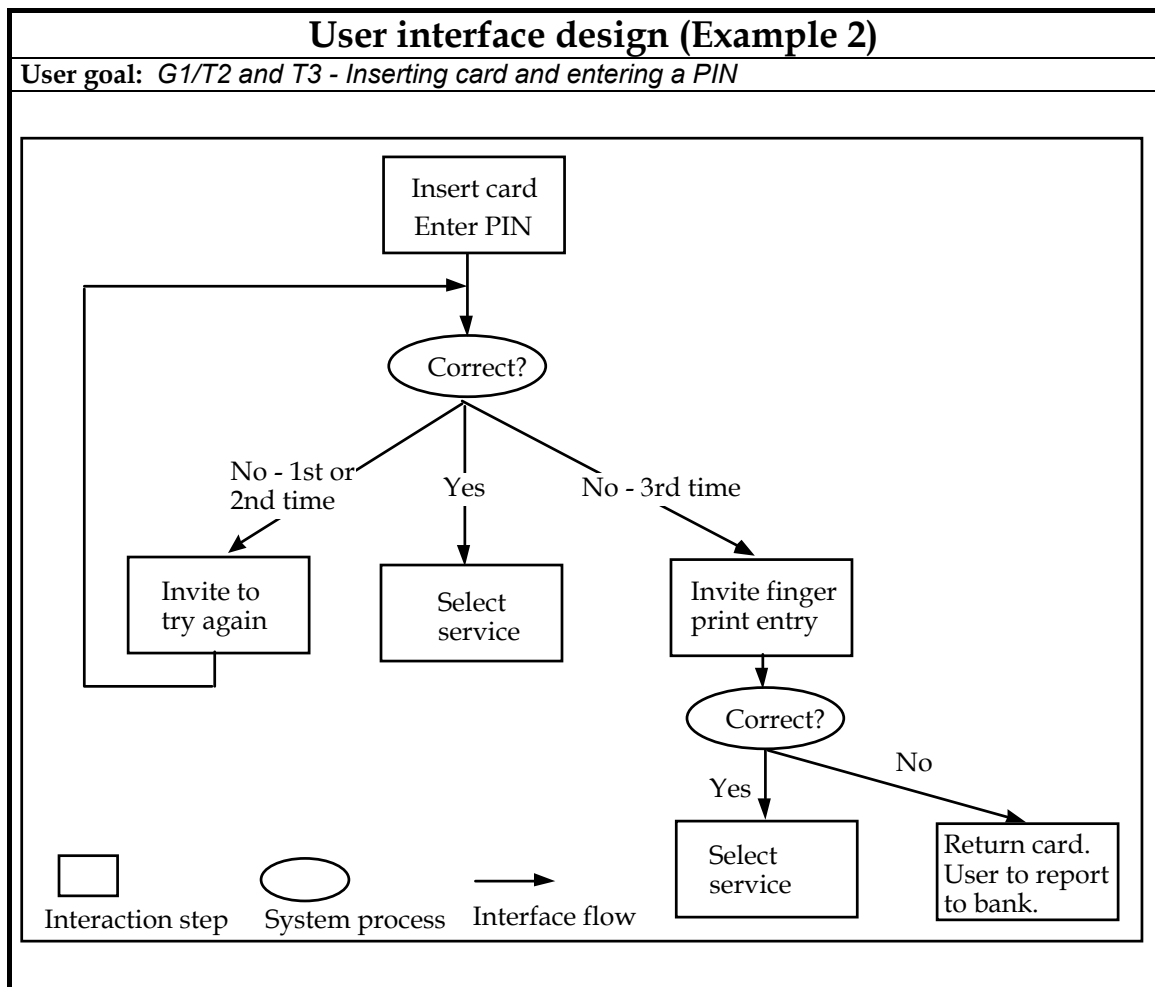 User interface design (Example 2)
User goal: G1/T2 and T3 - Inserting card and entering a PIN
Insert card
Enter PIN
Correct?
No - 1st or
2nd time
Yes
No - 3rd time
Invite to
try again
Select
service
Invite finger
print entry
Correct?
Yes
No
Select
service
Return card.
User to report
to bank.
Interaction step
System process
Interface flow